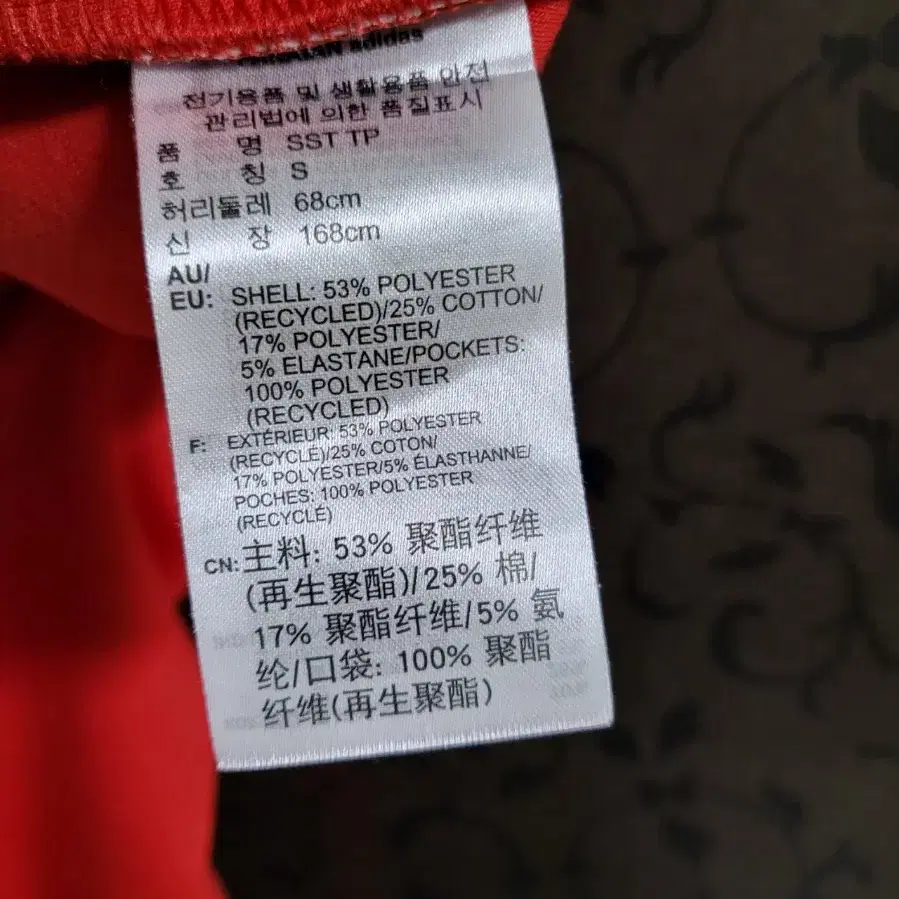 adidas
전기용품 및 생활용품 안전
관리법에 의한 품질표시
품 명 SST TP
호 칭 S
허리둘레 68cm
신 장 168cm
AU/
EU: SHELL: 53% POLYESTER
(RECYCLED)/25% COTTON/
17% POLYESTER/
5% ELASTANE/POCKETS:
100% POLYESTER
(RECYCLED)
F: EXTÉRIEUR: 53% POLYESTER
(RECYCLÉ)/25% COTON/
17% POLYESTER/5% ÉLASTHANNE/
POCHES: 100% POLYESTER
(RECYCLÉ)
CN: 主料: 53% 聚酯纤维
(再生聚酯)/25% 棉/
17% 聚酯纤维/5% 氨
纶/口袋: 100% 聚酯
纤维(再生聚酯)